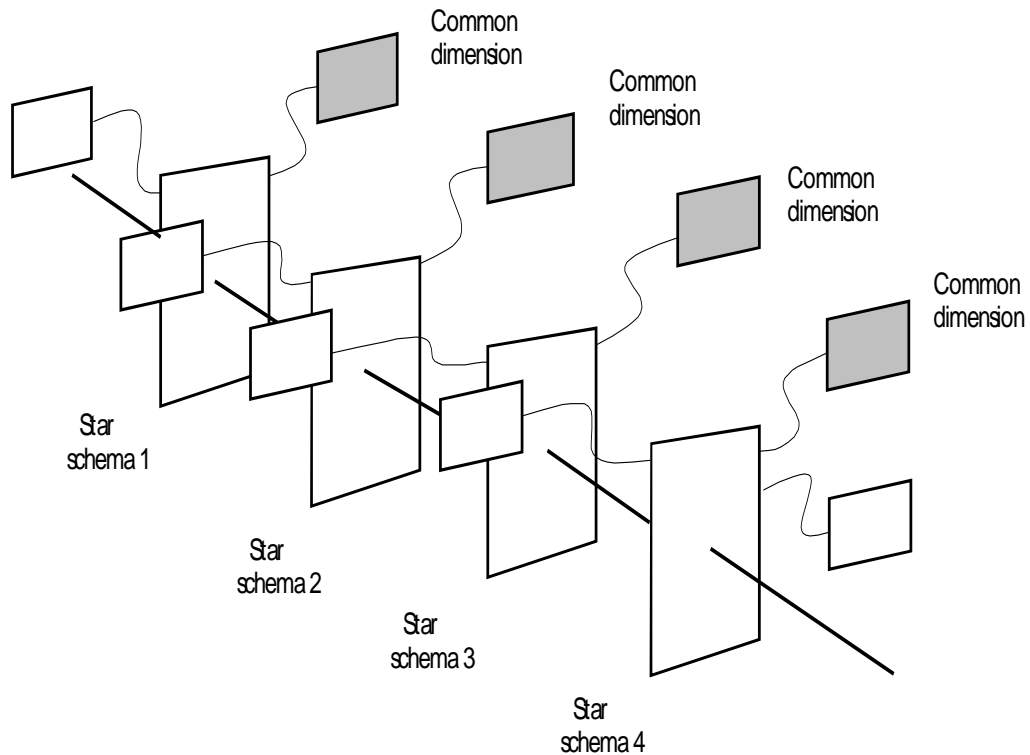 Common
dimension
Common
dimension
Common
dimension
Common
dimension
Star
schema 1
Star
schema 2
Star
schema 3
Star
schema 4